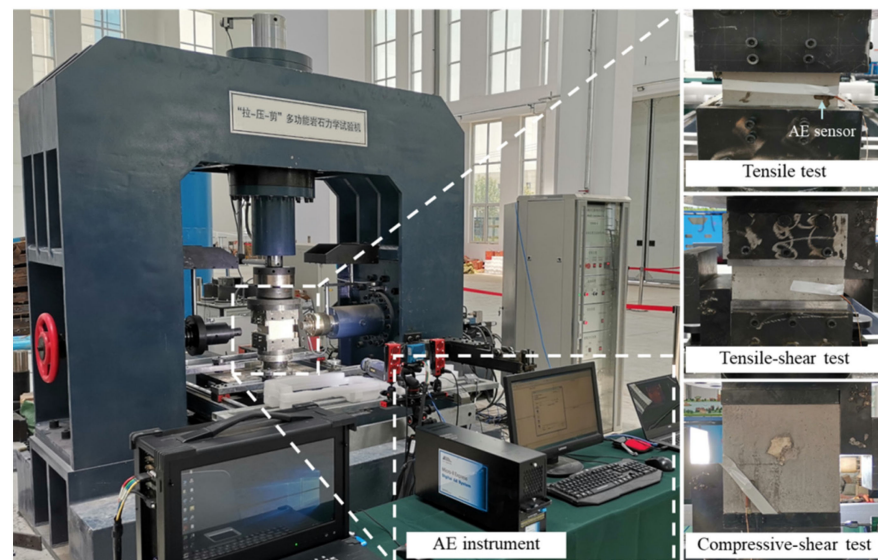 "拉-压-剪"多功能岩石力学试验机
AE sensor
Tensile test
Tensile-shear test
AE instrument
Compressive-shear test